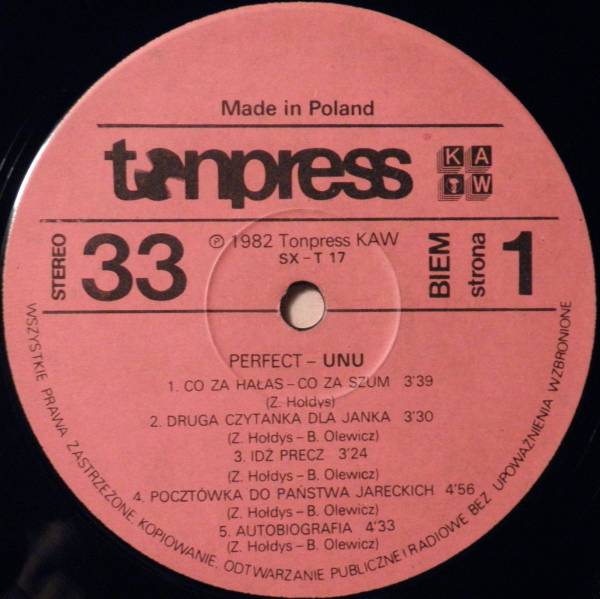 Made in Poland
tonpress KAW
STEREO 33
℗ 1982 Tonpress KAW
SX – T 17
BIEM strona 1
PERFECT – UNU
1. CO ZA HAŁAS – CO ZA SZUM 3'39
(Z. Hołdys)
2. DRUGA CZYTANKA DLA JANKA 3'30
(Z. Hołdys – B. Olewicz)
3. IDŹ PRECZ 3'24
(Z. Hołdys – B. Olewicz)
4. POCZTÓWKA DO PAŃSTWA JARECKICH 4'56
(Z. Hołdys – B. Olewicz)
5. AUTOBIOGRAFIA 4'33
(Z. Hołdys – B. Olewicz)
WSZYSTKIE PRAWA ZASTRZEŻONE. KOPIOWANIE, ODTWARZANIE PUBLICZNE I RADIOWE BEZ UPOWAŻNIENIA WZBRONIONE